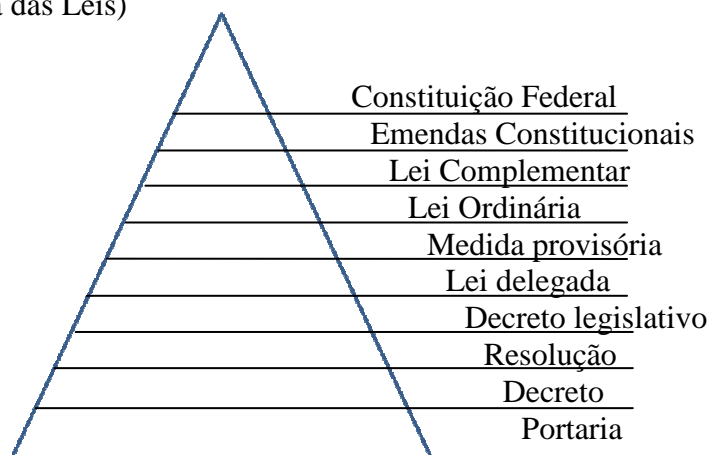 das Leis)
Constituição Federal
Emendas Constitucionais
Lei Complementar
Lei Ordinária
Medida provisória
Lei delegada
Decreto legislativo
Resolução
Decreto
Portaria